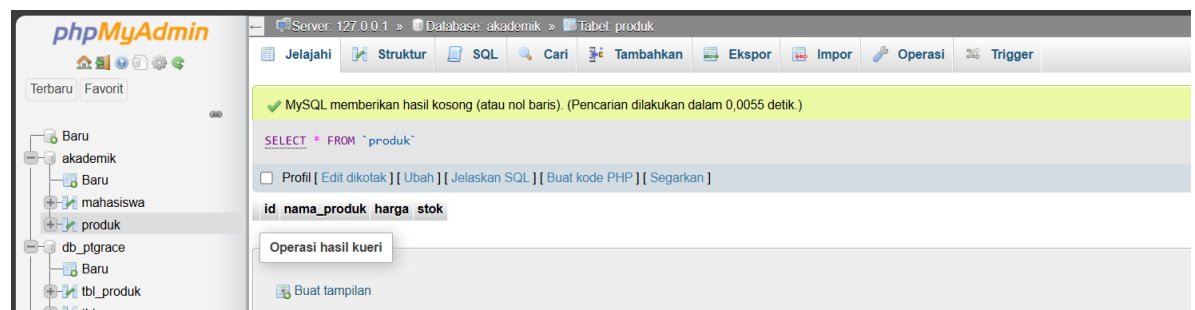 phpMyAdmin
Terbaru Favorit
Baru
akademik
Baru
mahasiswa
produk
db_ptgrace
Baru
tbl_produk
Server: 127.0.0.1 » Database: akademik » Tabel: produk
Jelajahi Struktur SQL Cari Tambahkan Ekspor Impor Operasi Trigger
MySQL memberikan hasil kosong (atau nol baris). (Pencarian dilakukan dalam 0,0055 detik.)
SELECT * FROM `produk`
Profil [ Edit dikotak ] [ Ubah ] [ Jelaskan SQL ] [ Buat kode PHP ] [ Segarkan ]
id nama_produk harga stok
Operasi hasil kueri
Buat tampilan